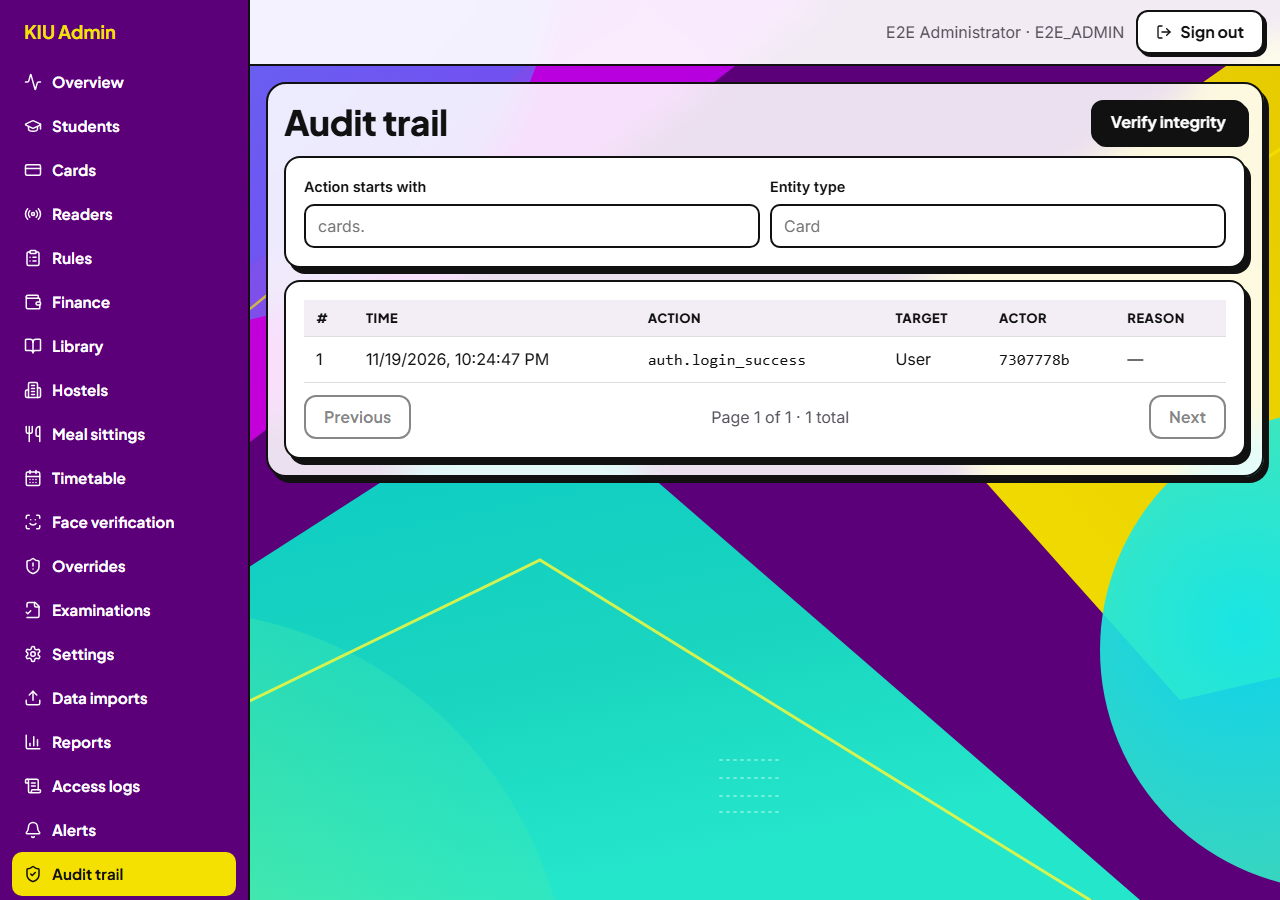 KIU Admin
E2E Administrator · E2E_ADMIN
Sign out
Overview
Students
Cards
Readers
Rules
Finance
Library
Hostels
Meal sittings
Timetable
Face verification
Overrides
Examinations
Settings
Data imports
Reports
Access logs
Alerts
Audit trail
Audit trail
Verify integrity
Action starts with
Entity type
cards.
Card
# TIME ACTION TARGET ACTOR REASON
1 11/19/2026, 10:24:47 PM auth.login_success User 7307778b —
Previous
Page 1 of 1 · 1 total
Next